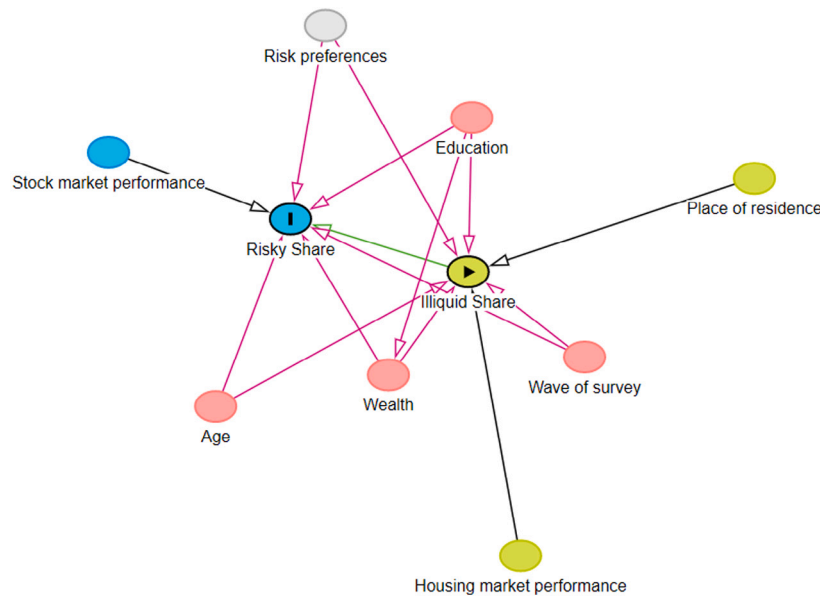 Risk preferences
Education
Stock market performance
Place of residence
Risky Share
Illiquid Share
Wave of survey
Wealth
Age
Housing market performance